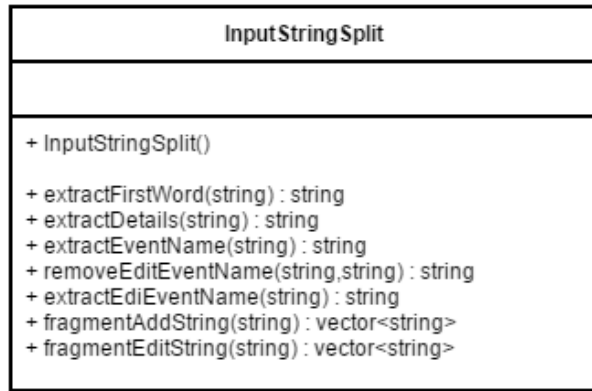 InputStringSplit
+ InputStringSplit()
+ extractFirstWord(string) : string
+ extractDetails(string) : string
+ extractEventName(string) : string
+ removeEditEventName(string,string) : string
+ extractEdiEventName(string) : string
+ fragmentAddString(string) : vector<string>
+ fragmentEditString(string) : vector<string>